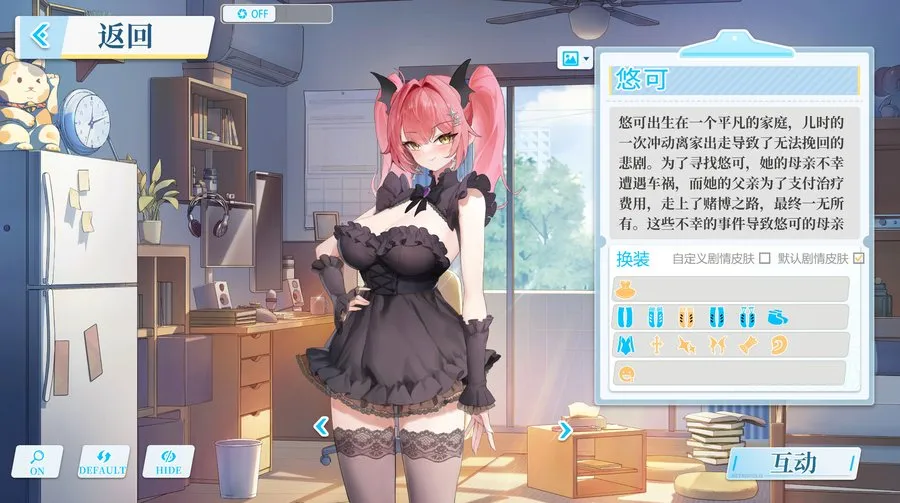 OFF
返回
悠可
悠可出生在一个平凡的家庭，儿时的
一次冲动离家出走导致了无法挽回的
悲剧。为了寻找悠可，她的母亲不幸
遭遇车祸，而她的父亲为了支付治疗
费用，走上了赌博之路，最终一无所
有。这些不幸的事件导致悠可的母亲
换装 自定义剧情皮肤 默认剧情皮肤
ON
DEFAULT
HIDE
互动